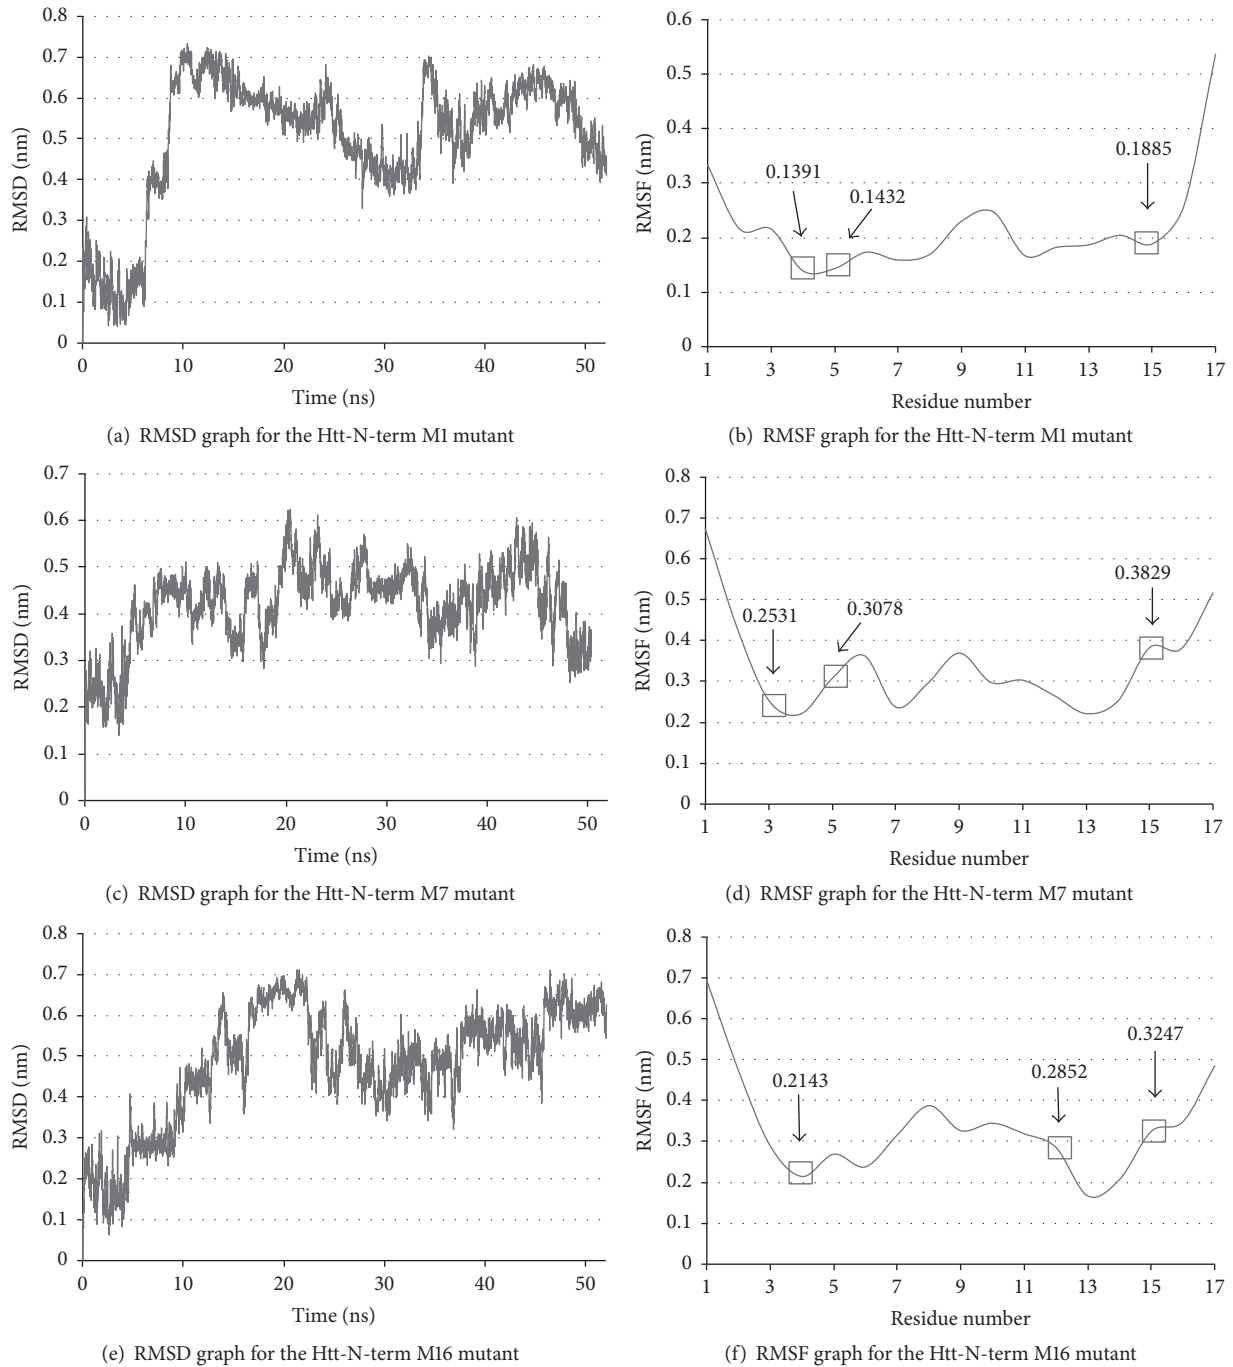 0.8
0.7
0.6
0.5
0.4
0.3
0.2
0.1
0
RMSD (nm)
0 10 20 30 40 50
Time (ns)
(a) RMSD graph for the Htt-N-term M1 mutant
0.6
0.5
0.4
0.3
0.2
0.1
0
RMSF (nm)
0.1391
0.1432
0.1885
1 3 5 7 9 11 13 15 17
Residue number
(b) RMSF graph for the Htt-N-term M1 mutant
0.7
0.6
0.5
0.4
0.3
0.2
0.1
0
RMSD (nm)
0 10 20 30 40 50
Time (ns)
(c) RMSD graph for the Htt-N-term M7 mutant
0.8
0.7
0.6
0.5
0.4
0.3
0.2
0.1
0
RMSF (nm)
0.2531
0.3078
0.3829
1 3 5 7 9 11 13 15 17
Residue number
(d) RMSF graph for the Htt-N-term M7 mutant
0.8
0.7
0.6
0.5
0.4
0.3
0.2
0.1
0
RMSD (nm)
0 10 20 30 40 50
Time (ns)
(e) RMSD graph for the Htt-N-term M16 mutant
0.8
0.7
0.6
0.5
0.4
0.3
0.2
0.1
0
RMSF (nm)
0.2143
0.2852
0.3247
1 3 5 7 9 11 13 15 17
Residue number
(f) RMSF graph for the Htt-N-term M16 mutant